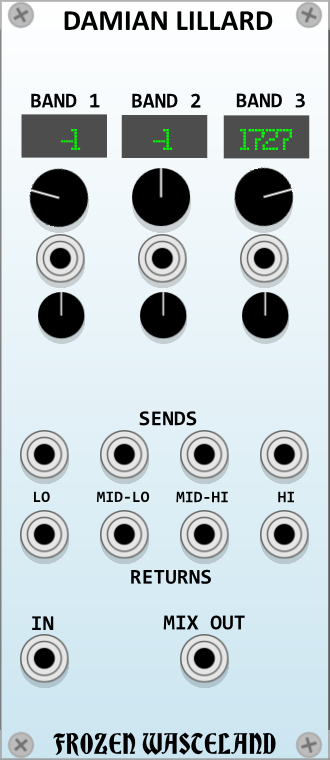 DAMIAN LILLARD
BAND 1 BAND 2 BAND 3
-1 -1 1727
SENDS
LO MID-LO MID-HI HI
RETURNS
IN MIX OUT
FROZEN WASTELAND